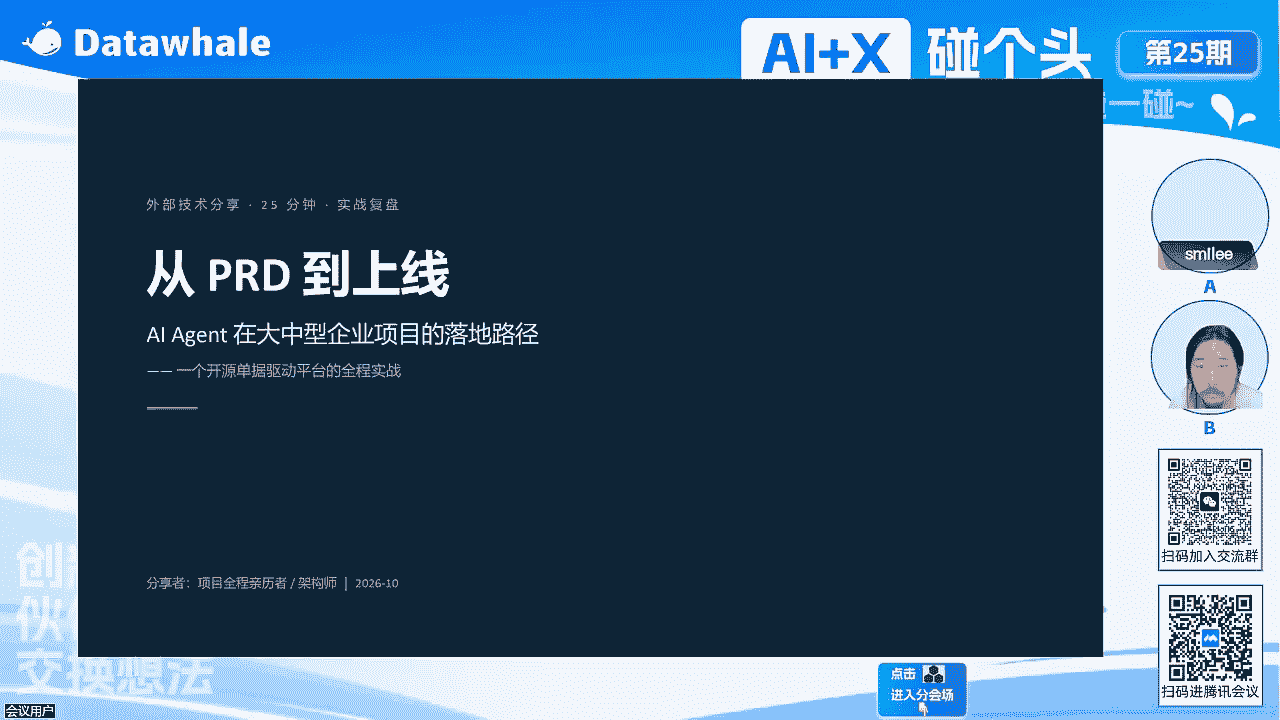 Datawhale
AI+X 碰个头 第25期
一碰~
外部技术分享 · 25 分钟 · 实战复盘
从 PRD 到上线
AI Agent 在大中型企业项目的落地路径
—— 一个开源单据驱动平台的全程实战
分享者：项目全程亲历者 / 架构师 | 2026-10
smilee
A
B
扫码加入交流群
扫码进腾讯会议
创
伙
交换想法
点击
进入分会场
会议用户